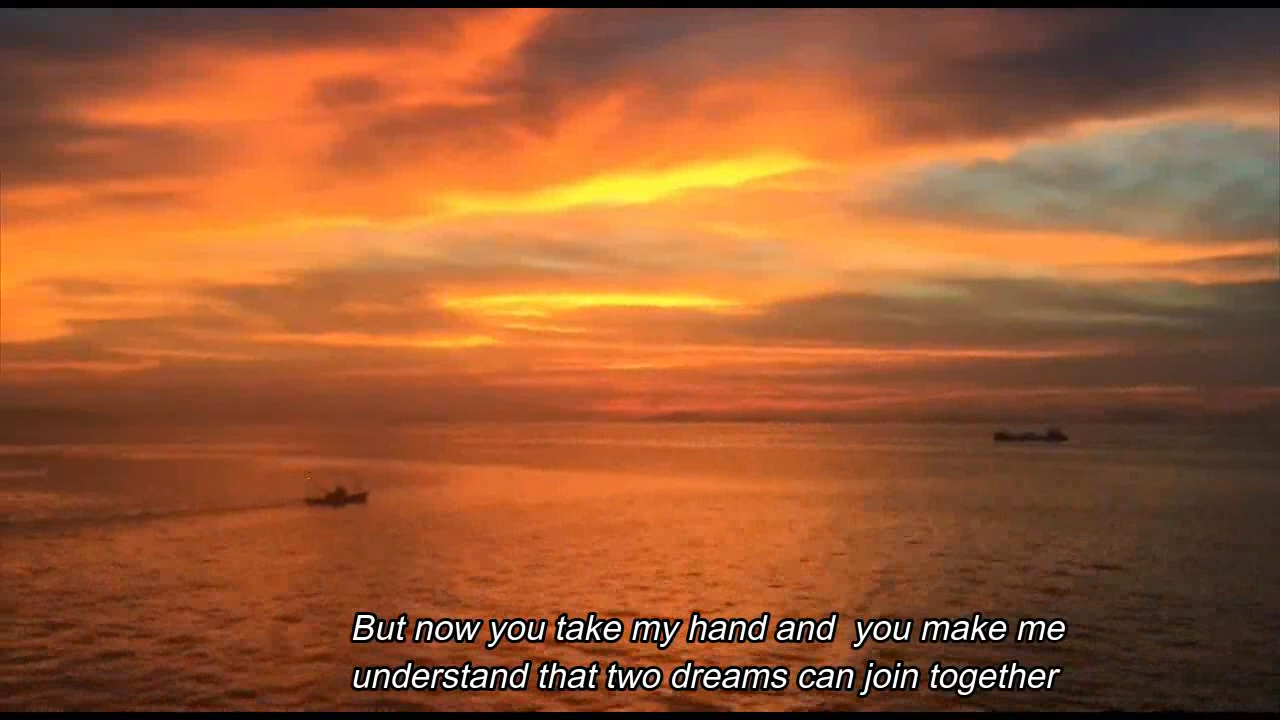 But now you take my hand and  you make me
understand that two dreams can join together